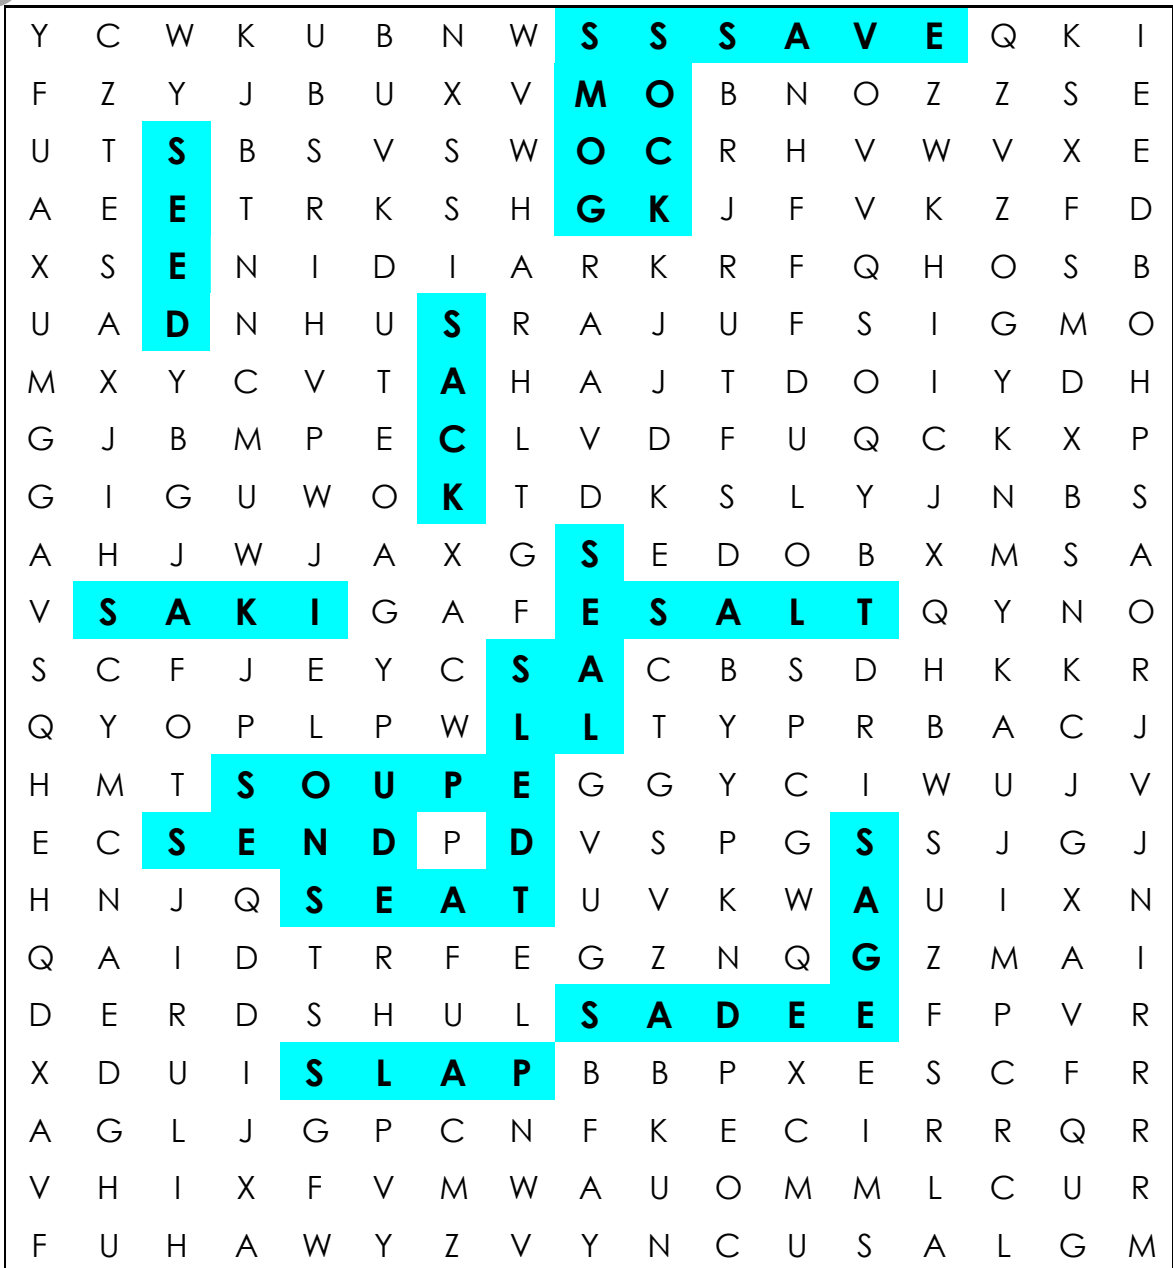 Y C W K U B N W S S S A V E Q K I
F Z Y J B U X V M O B N O Z Z S E
U T S B S V S W O C R H V W V X E
A E E T R K S H G K J F V K Z F D
X S E N I D I A R K R F Q H O S B
U A D N H U S R A J U F S I G M O
M X Y C V T A H A J T D O I Y D H
G J B M P E C L V D F U Q C K X P
G I G U W O K T D K S L Y J N B S
A H J W J A X G S E D O B X M S A
V S A K I G A F E S A L T Q Y N O
S C F J E Y C S A C B S D H K K R
Q Y O P L P W L L T Y P R B A C J
H M T S O U P E G G Y C I W U J V
E C S E N D P D V S P G S S J G J
H N J Q S E A T U V K W A U I X N
Q A I D T R F E G Z N Q G Z M A I
D E R D S H U L S A D E E F P V R
X D U I S L A P B B P X E S C F R
A G L J G P C N F K E C I R R Q R
V H I X F V M W A U O M M L C U R
F U H A W Y Z V Y N C U S A L G M